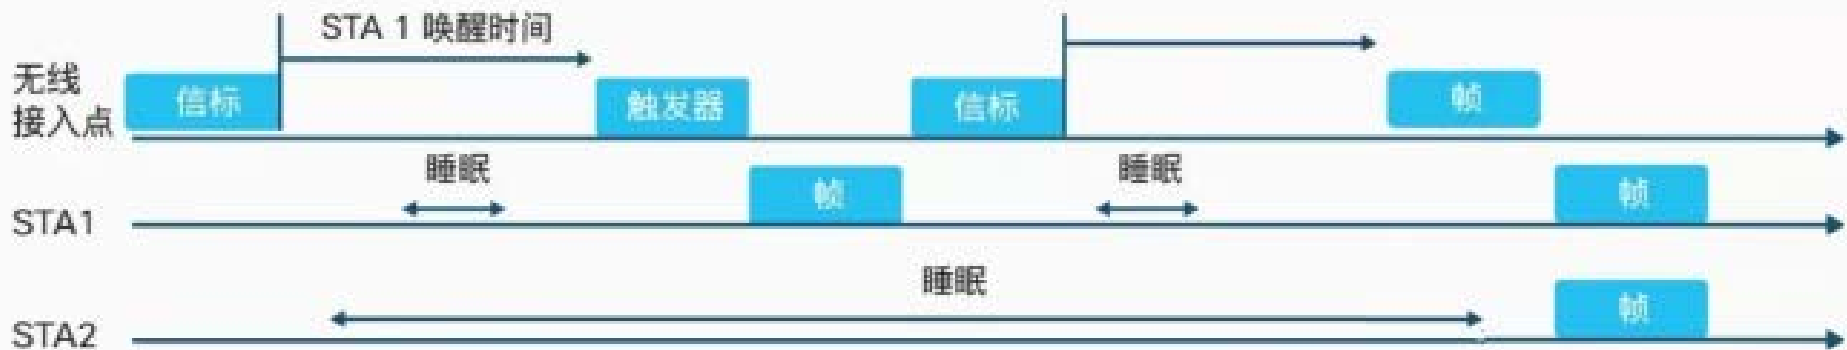 STA 1 唤醒时间
无线
接入点
信标
触发器
信标
帧
睡眠
睡眠
STA1
帧
帧
睡眠
STA2
帧